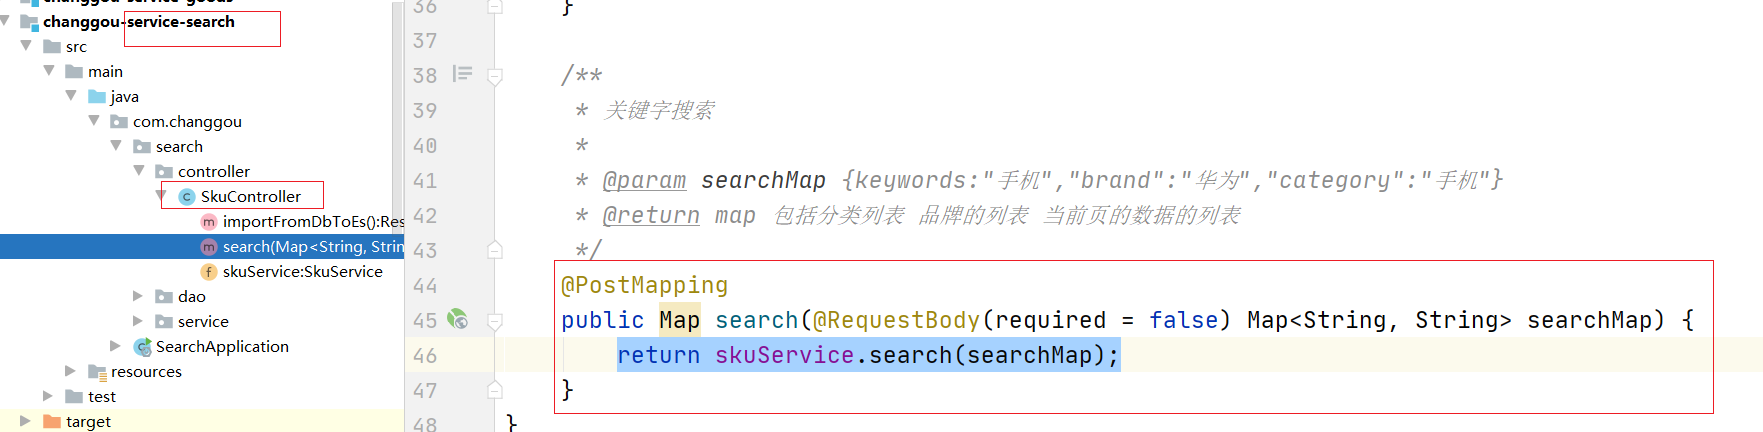 changgou-service-goods
changgou-service-search
src
main
java
com.changgou
search
controller
SkuController
importFromDbToEs():Res
search(Map<String, Strin
skuService:SkuService
dao
service
SearchApplication
resources
test
target
36 }
37
38 /**
39 * 关键字搜索
40 *
41 * @param searchMap {keywords:"手机","brand":"华为","category":"手机"}
42 * @return map 包括分类列表 品牌的列表 当前页的数据的列表
43 */
44 @PostMapping
45 public Map search(@RequestBody(required = false) Map<String, String> searchMap) {
46 return skuService.search(searchMap);
47 }
48 }